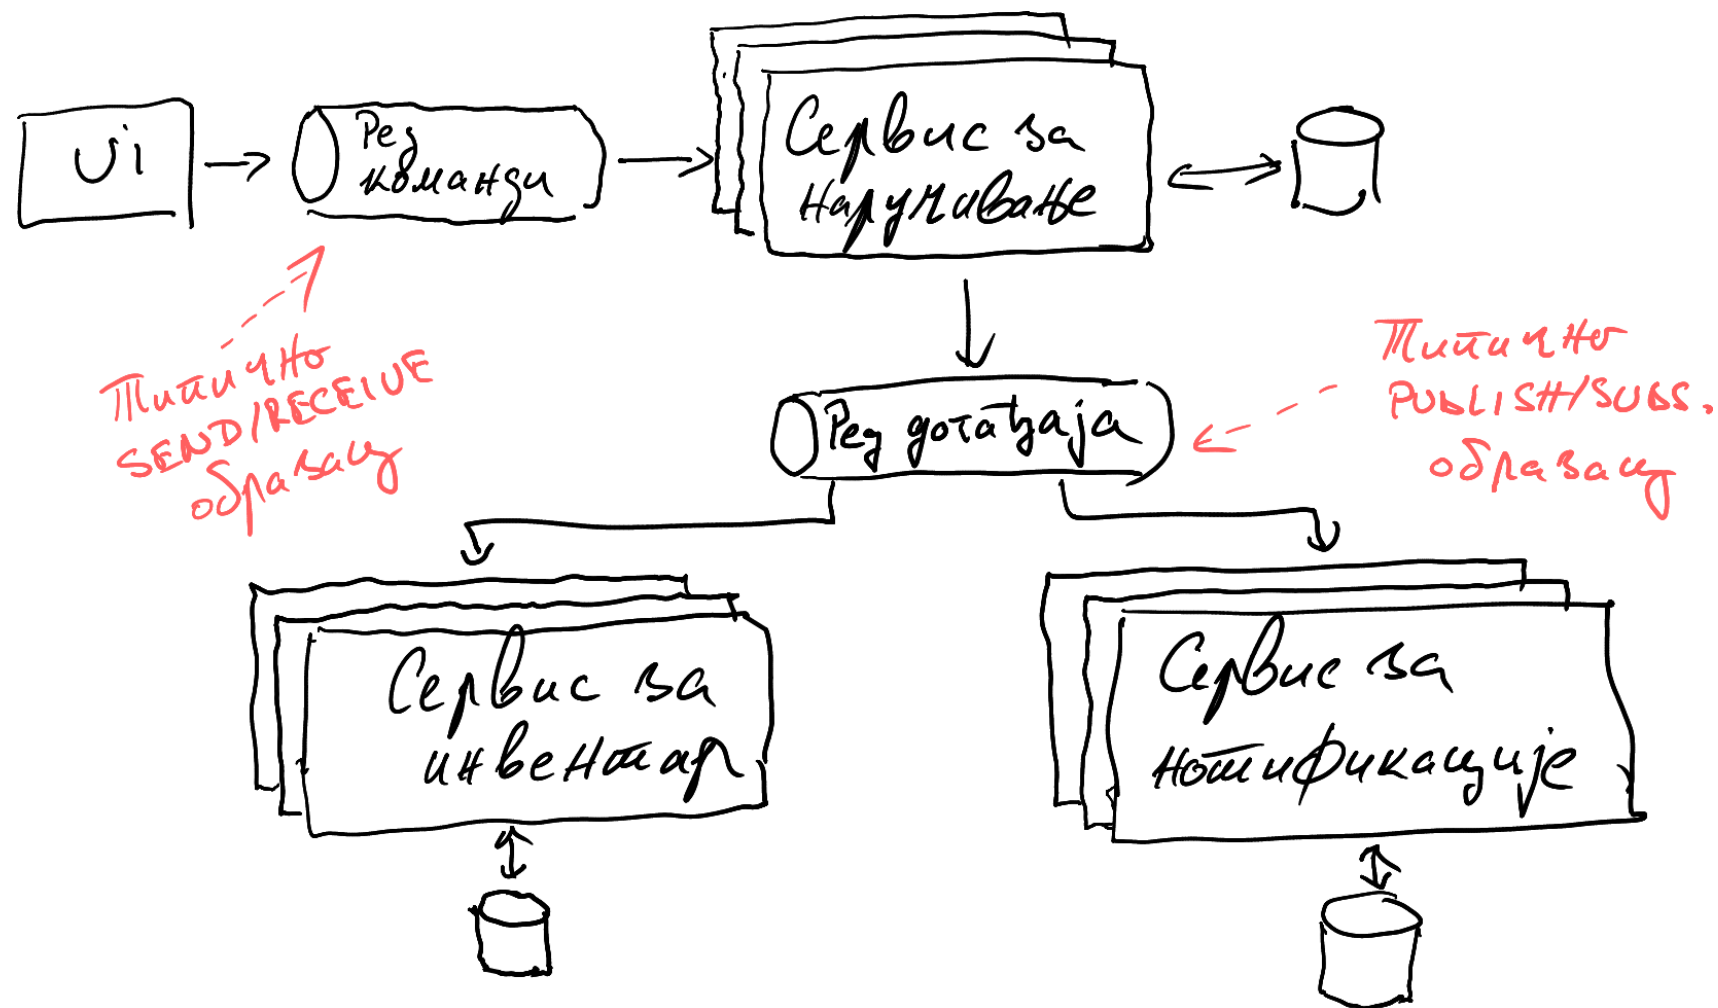 Ui
Ред
команди
Сервис за
наручивање
Типично
SEND/RECEIVE
образац
Ред догађаја
Типично
PUBLISH/SUBS.
образац
Сервис за
инвентар
Сервис за
нотификације